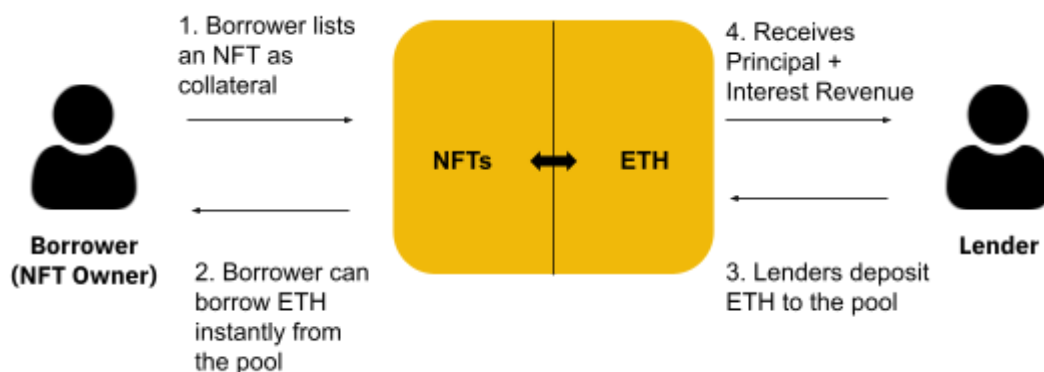 1. Borrower lists
an NFT as
collateral
4. Receives
Principal +
Interest Revenue
NFTs
ETH
Borrower
(NFT Owner)
Lender
2. Borrower can
borrow ETH
instantly from
the pool
3. Lenders deposit
ETH to the pool